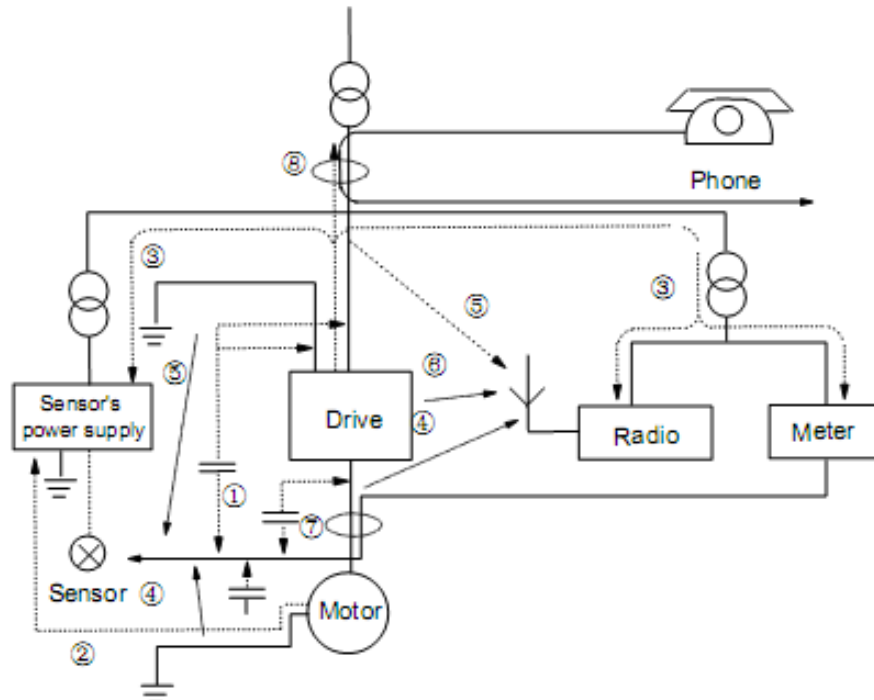 ⑧
Phone
③
③
⑤
⑤
⑥
Sensor's
power supply
Drive
④
Radio
Meter
①
⑦
Sensor ④
Motor
②